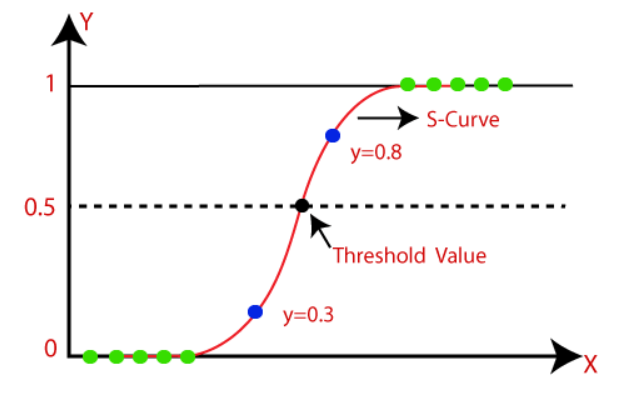 Y
1
S-Curve
y=0.8
0.5
Threshold Value
y=0.3
0
X